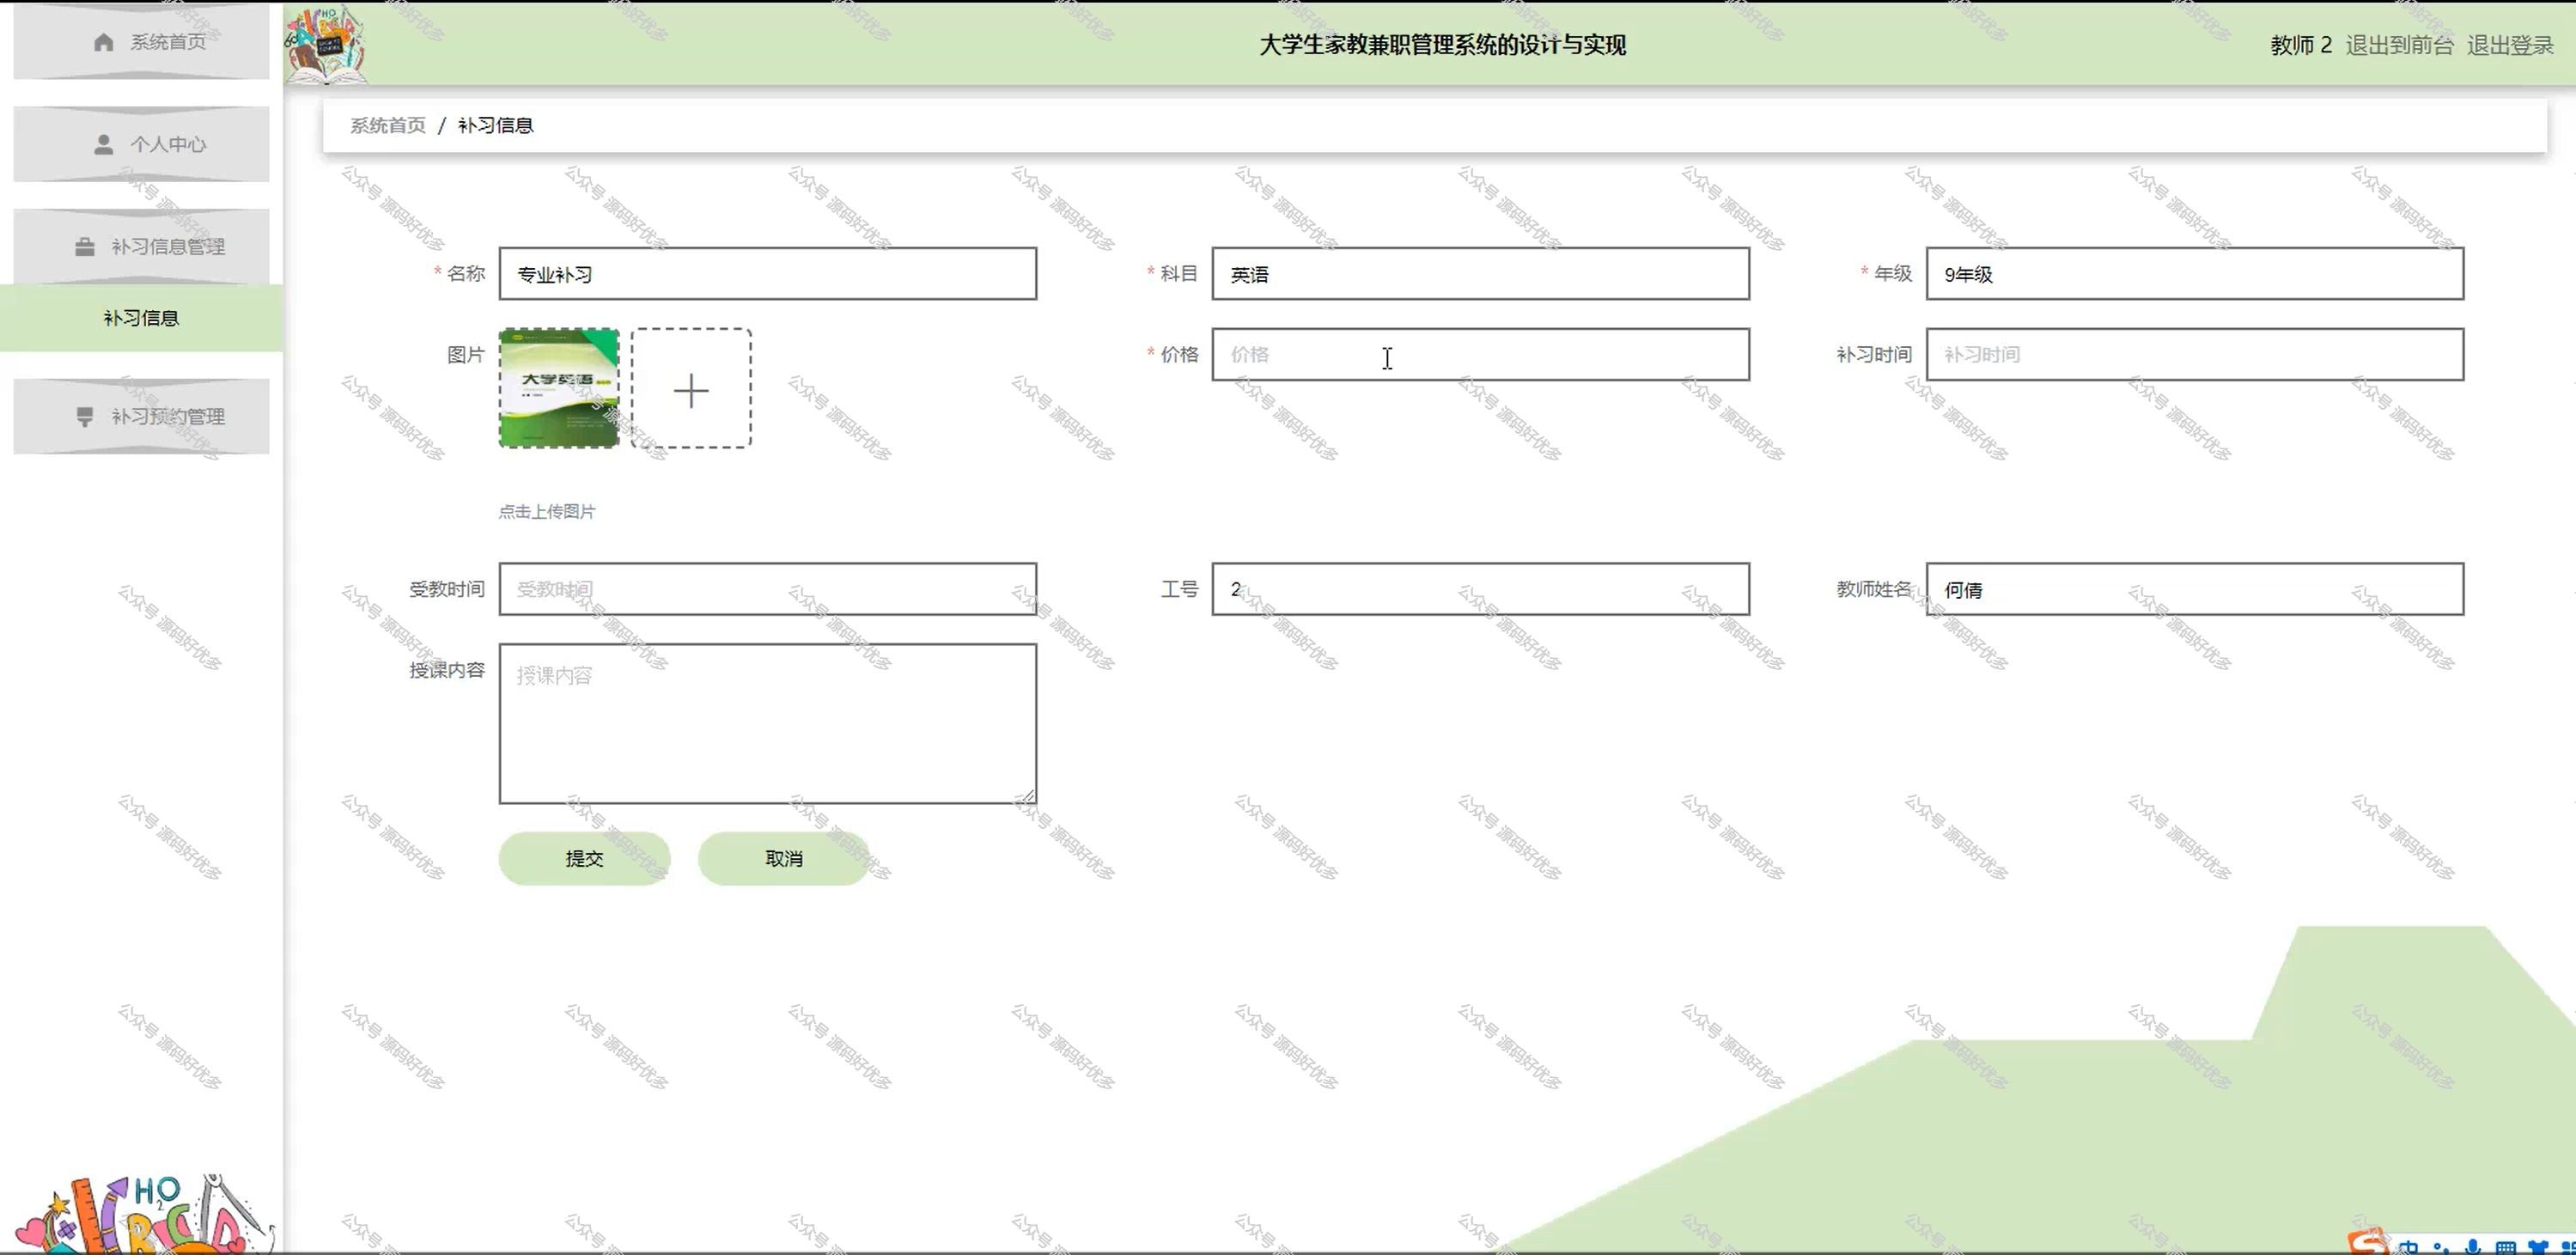 系统首页
大学生家教兼职管理系统的设计与实现
教师 2 退出到前台 退出登录
个人中心
系统首页 / 补习信息
补习信息管理
补习信息
补习预约管理
* 名称 专业补习
* 科目 英语
* 年级 9年级
图片
大学英语
* 价格 价格
补习时间 补习时间
点击上传图片
受教时间 受教时间
工号 2
教师姓名 何倩
授课内容 授课内容
提交 取消
公众号 源码好优多
中